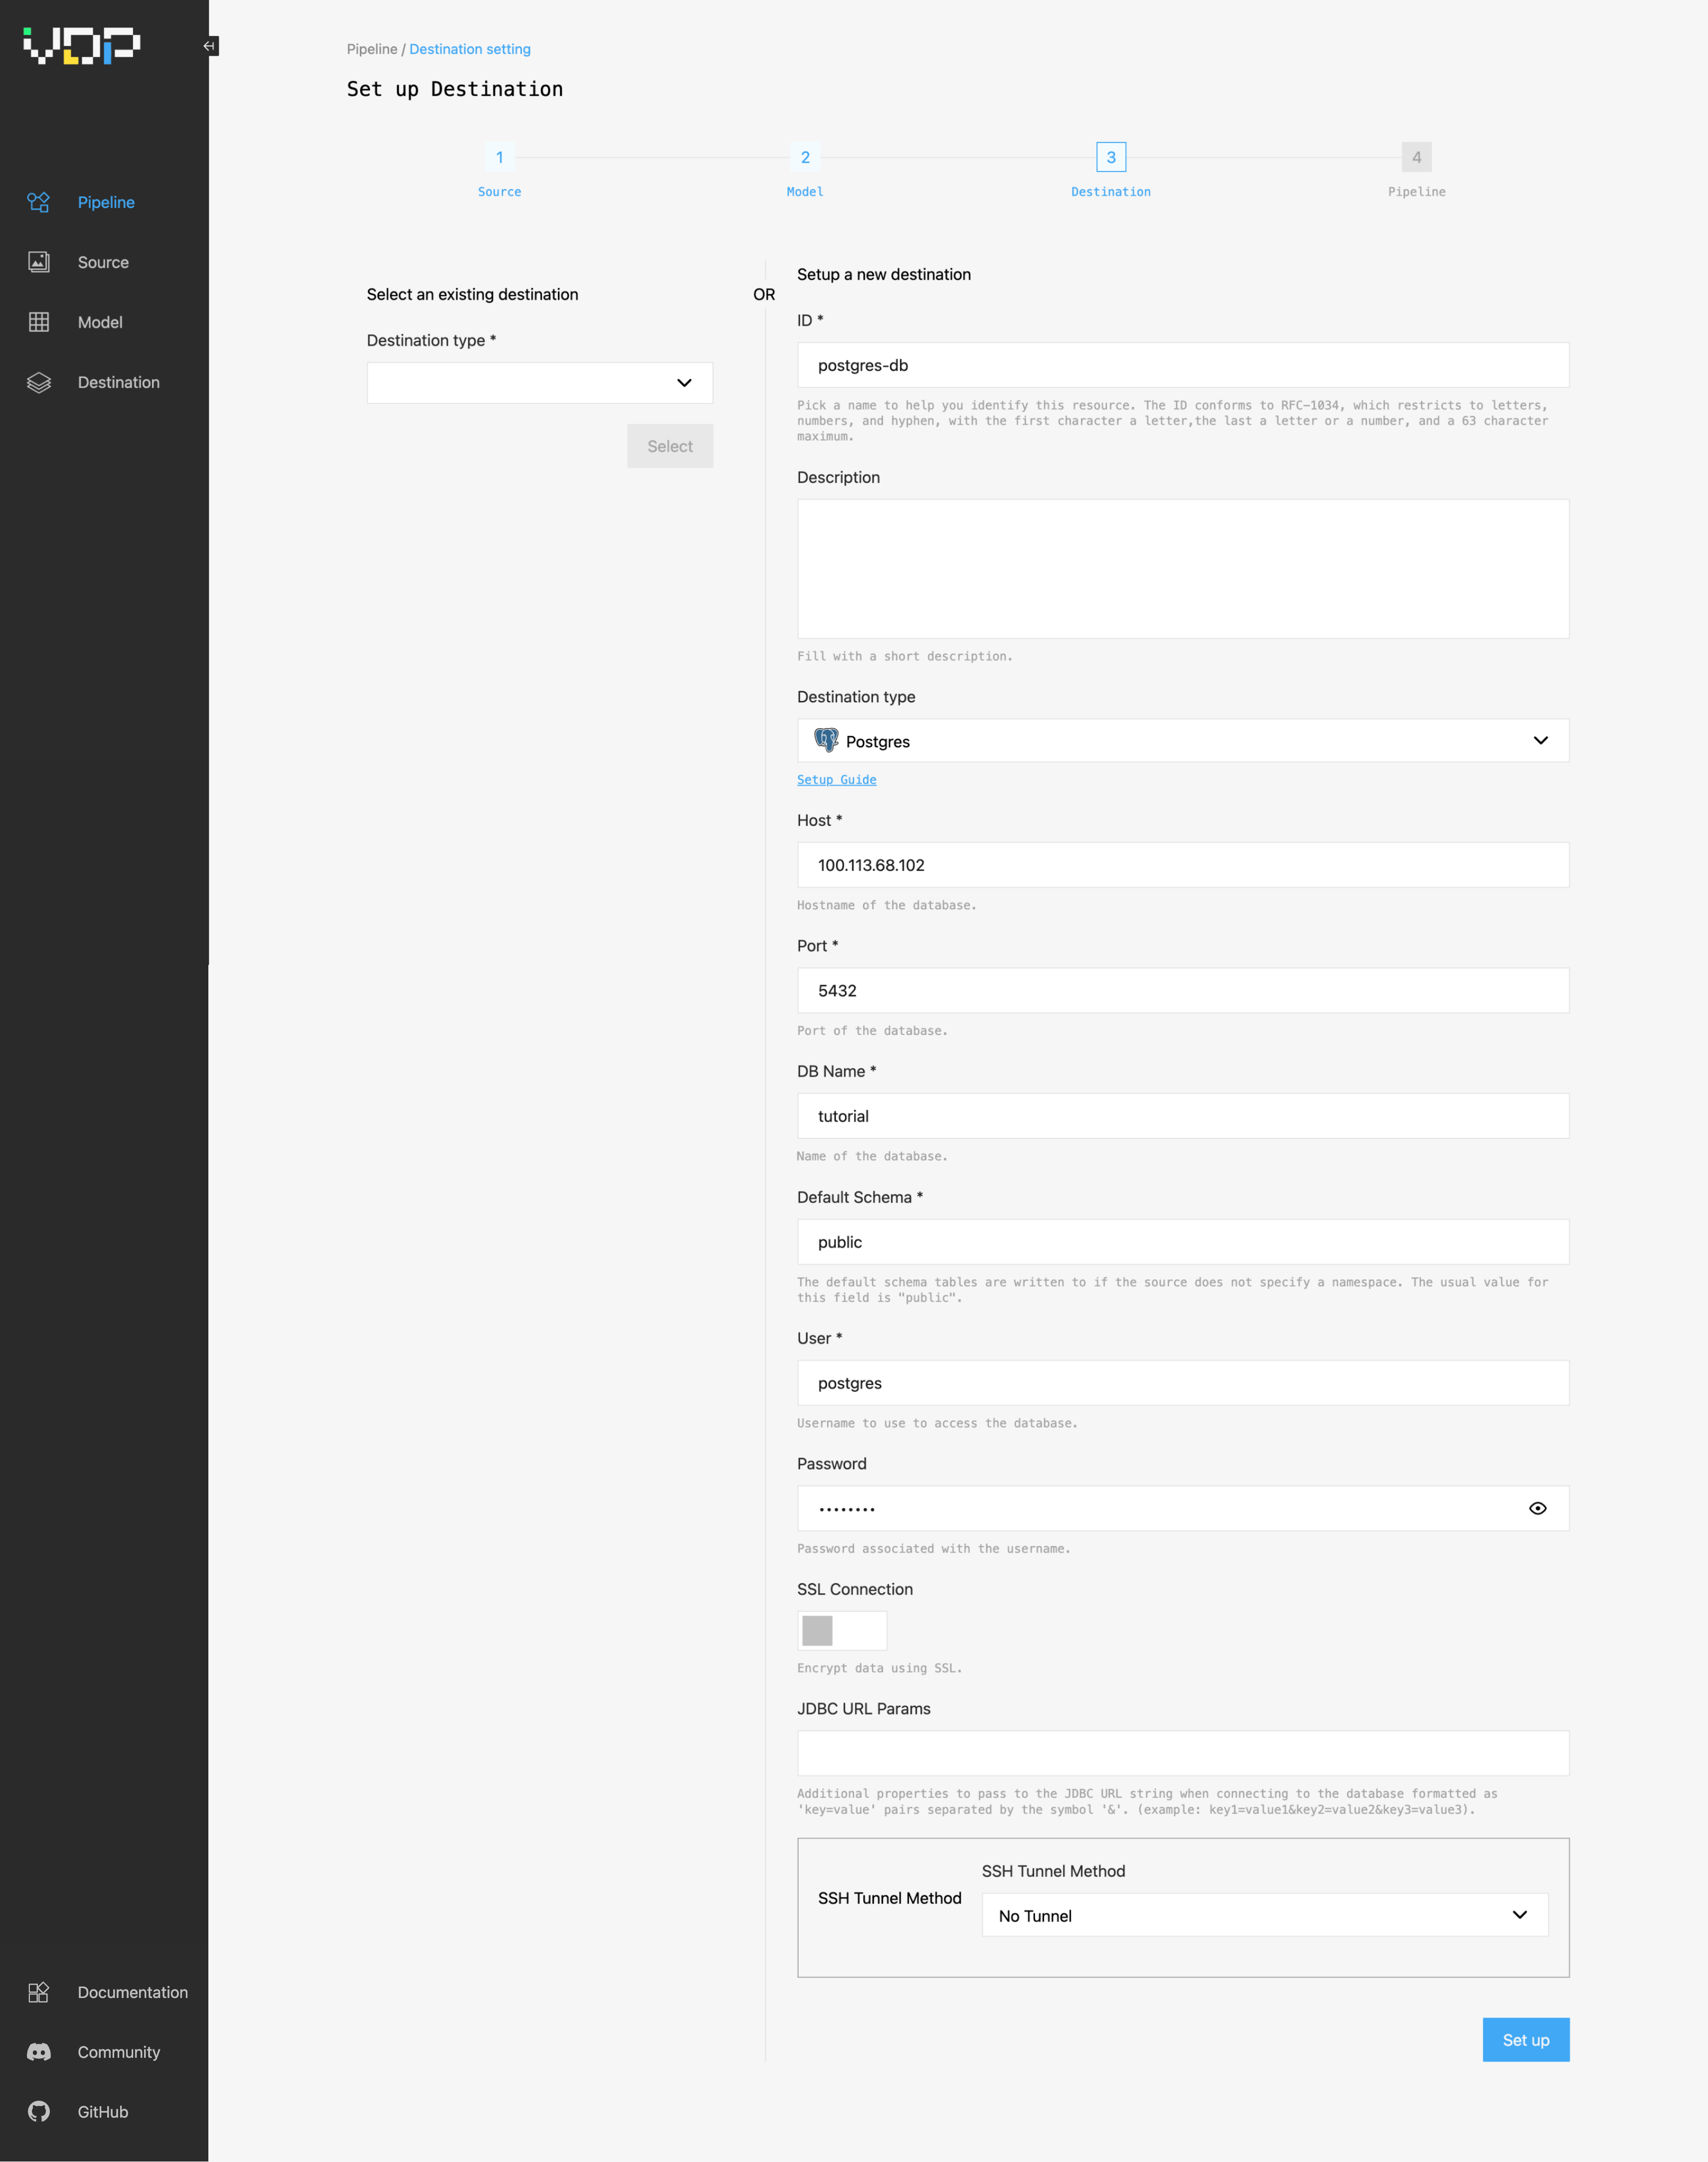 VDP
Pipeline
Source
Model
Destination
Documentation
Community
GitHub
Pipeline / Destination setting
Set up Destination
1
Source
2
Model
3
Destination
4
Pipeline
Select an existing destination
Destination type *
Select
OR
Setup a new destination
ID *
postgres-db
Pick a name to help you identify this resource. The ID conforms to RFC-1034, which restricts to letters,
numbers, and hyphen, with the first character a letter,the last a letter or a number, and a 63 character
maximum.
Description
Fill with a short description.
Destination type
Postgres
Setup Guide
Host *
100.113.68.102
Hostname of the database.
Port *
5432
Port of the database.
DB Name *
tutorial
Name of the database.
Default Schema *
public
The default schema tables are written to if the source does not specify a namespace. The usual value for
this field is "public".
User *
postgres
Username to use to access the database.
Password
••••••••
Password associated with the username.
SSL Connection
Encrypt data using SSL.
JDBC URL Params
Additional properties to pass to the JDBC URL string when connecting to the database formatted as
'key=value' pairs separated by the symbol '&'. (example: key1=value1&key2=value2&key3=value3).
SSH Tunnel Method
SSH Tunnel Method
No Tunnel
Set up